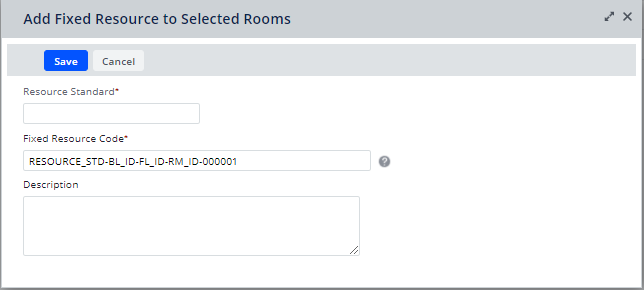 Add Fixed Resource to Selected Rooms
Save Cancel
Resource Standard*
Fixed Resource Code*
RESOURCE_STD-BL_ID-FL_ID-RM_ID-000001
Description